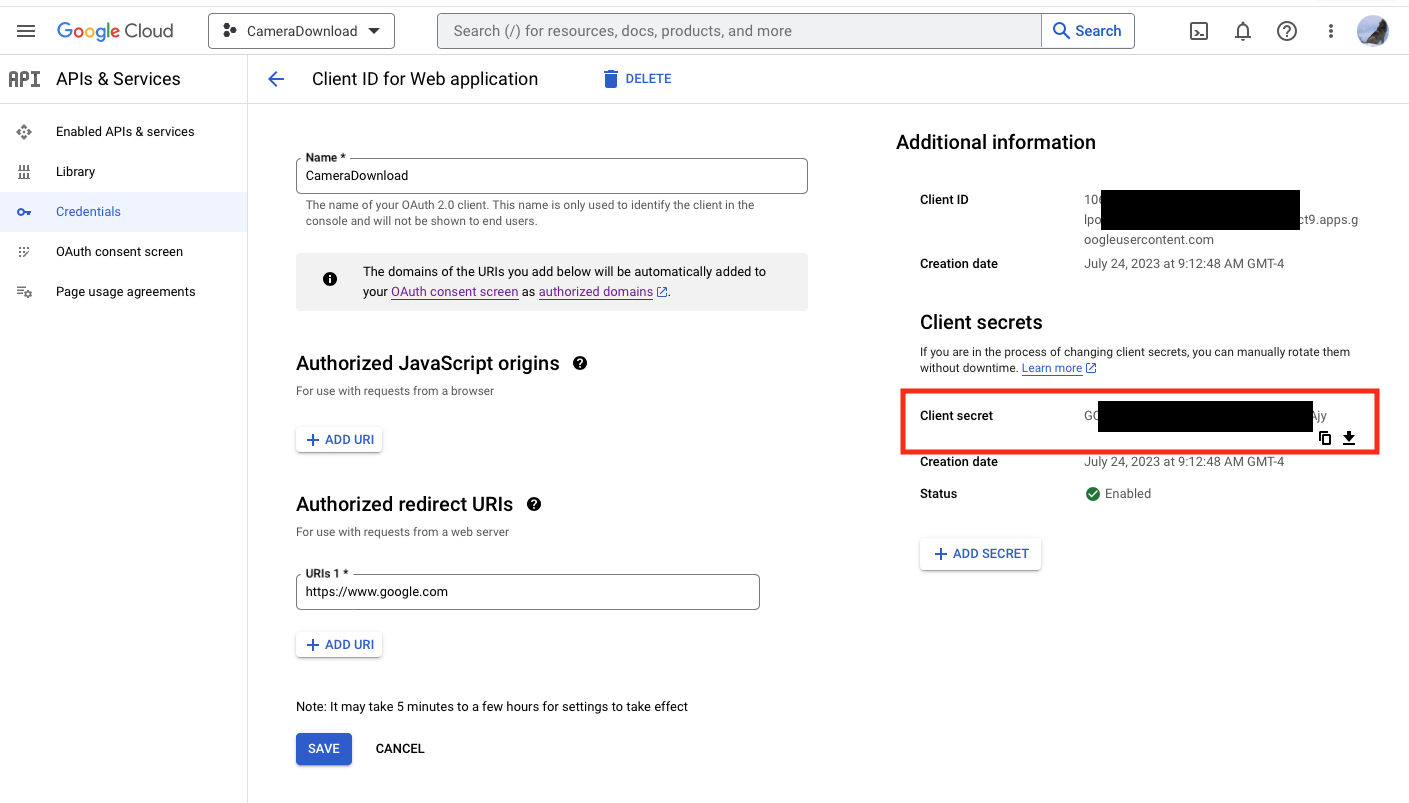 Google Cloud
CameraDownload
Search (/) for resources, docs, products, and more
Search
API
APIs & Services
Client ID for Web application
DELETE
Enabled APIs & services
Library
Credentials
OAuth consent screen
Page usage agreements
Name *
CameraDownload
The name of your OAuth 2.0 client. This name is only used to identify the client in the
console and will not be shown to end users.
The domains of the URIs you add below will be automatically added to
your OAuth consent screen as authorized domains.
Authorized JavaScript origins
For use with requests from a browser
ADD URI
Authorized redirect URIs
For use with requests from a web server
URIs 1 *
https://www.google.com
ADD URI
Note: It may take 5 minutes to a few hours for settings to take effect
SAVE
CANCEL
Additional information
Client ID
lpo ct9.apps.g
oogleusercontent.com
Creation date
July 24, 2023 at 9:12:48 AM GMT-4
Client secrets
If you are in the process of changing client secrets, you can manually rotate them
without downtime. Learn more
Client secret
Creation date
July 24, 2023 at 9:12:48 AM GMT-4
Status
Enabled
ADD SECRET